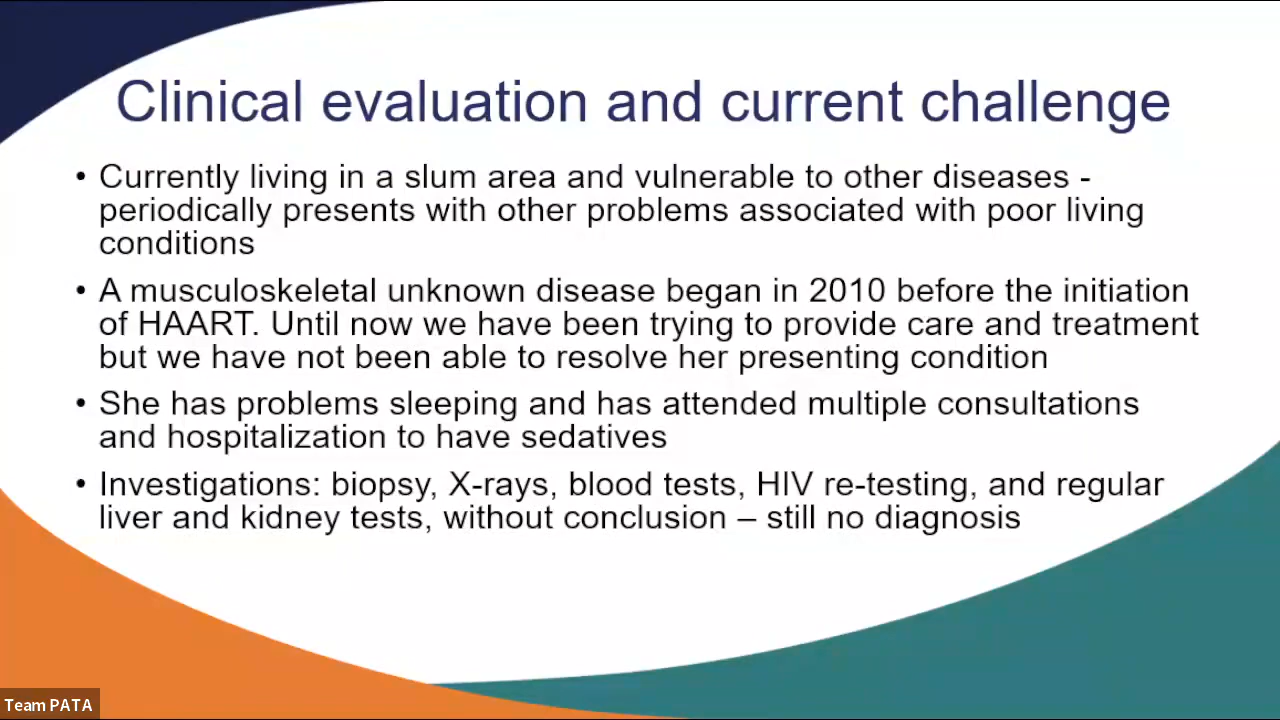 Clinical evaluation and current challenge
• Currently living in a slum area and vulnerable to other diseases -
periodically presents with other problems associated with poor living
conditions
• A musculoskeletal unknown disease began in 2010 before the initiation
of HAART. Until now we have been trying to provide care and treatment
but we have not been able to resolve her presenting condition
• She has problems sleeping and has attended multiple consultations
and hospitalization to have sedatives
• Investigations: biopsy, X-rays, blood tests, HIV re-testing, and regular
liver and kidney tests, without conclusion – still no diagnosis
Team PATA